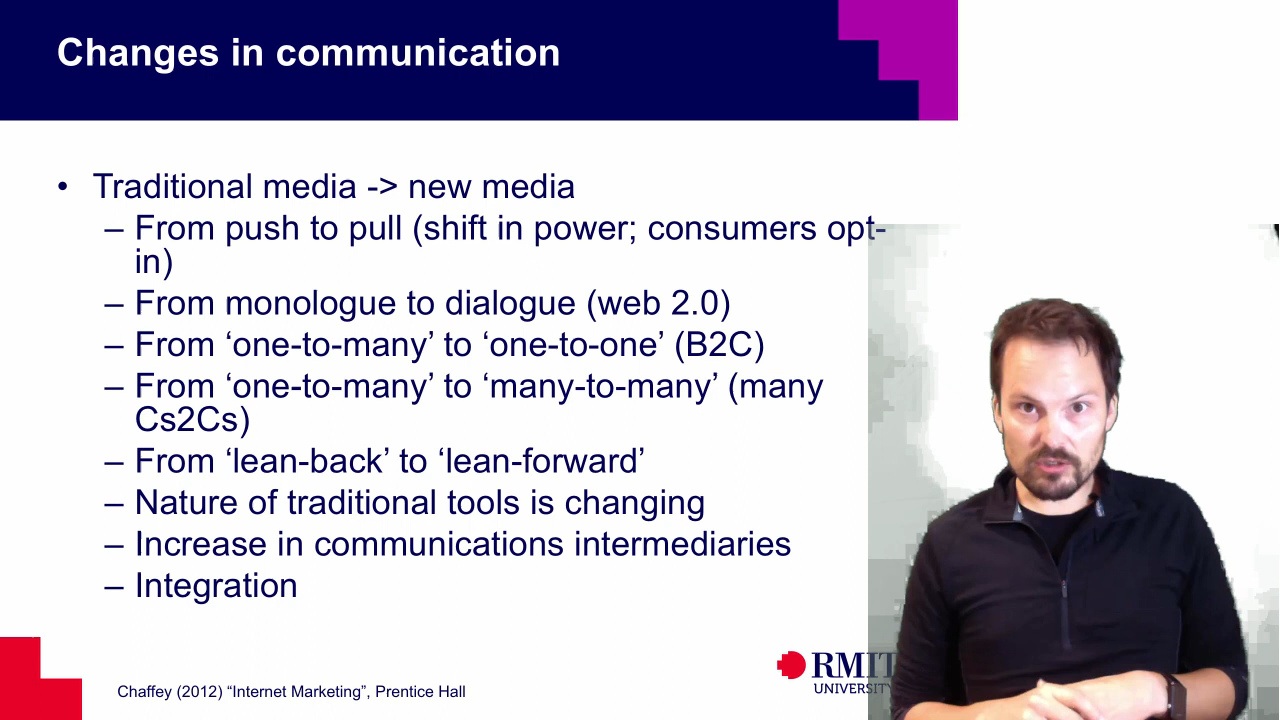 Changes in communication
• Traditional media -> new media
– From push to pull (shift in power; consumers opt-
in)
– From monologue to dialogue (web 2.0)
– From ‘one-to-many’ to ‘one-to-one’ (B2C)
– From ‘one-to-many’ to ‘many-to-many’ (many
Cs2Cs)
– From ‘lean-back’ to ‘lean-forward’
– Nature of traditional tools is changing
– Increase in communications intermediaries
– Integration
RMIT
UNIVERSITY
Chaffey (2012) “Internet Marketing”, Prentice Hall